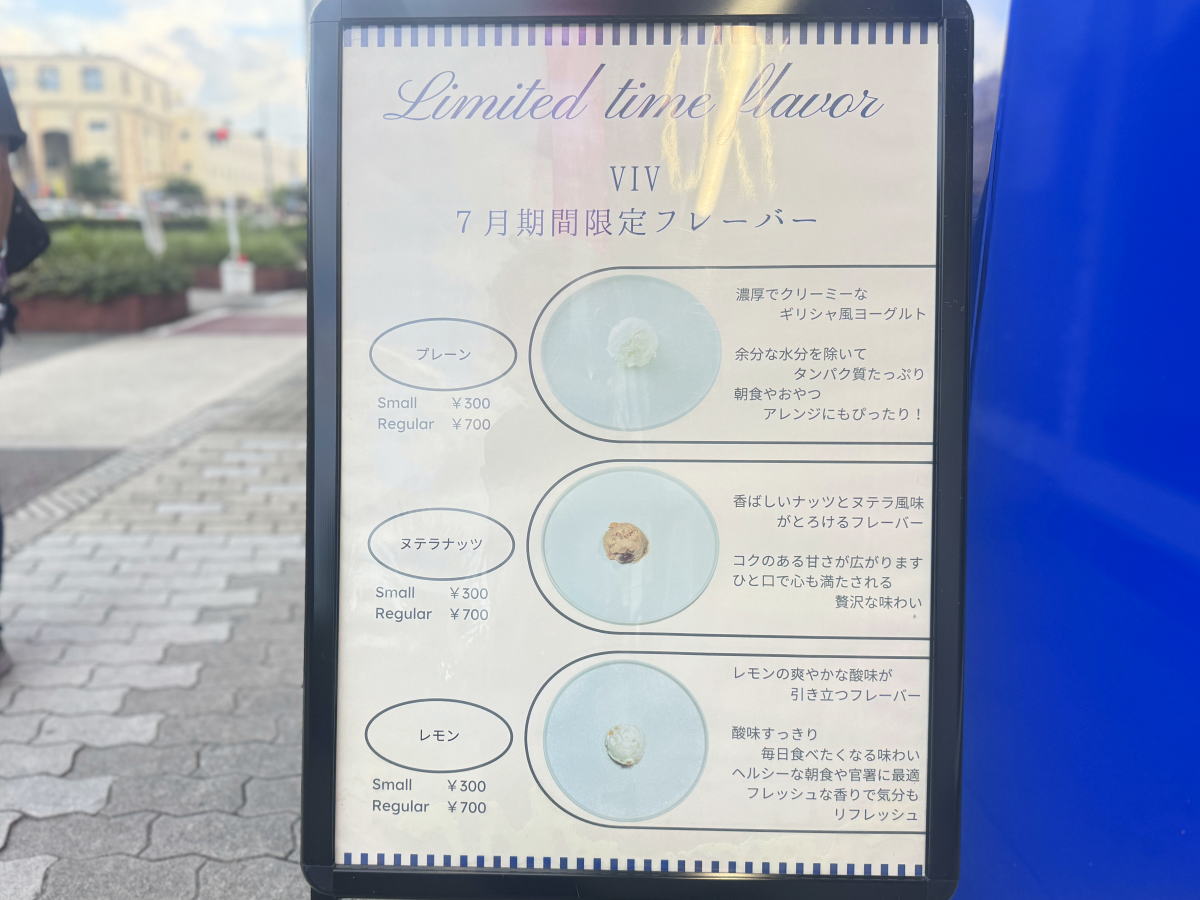 Limited time flavor
VIV
7月期間限定フレーバー
プレーン
Small ¥300
Regular ¥700
濃厚でクリーミーな
ギリシャ風ヨーグルト
余分な水分を除いて
タンパク質たっぷり
朝食やおやつ
アレンジにもぴったり!
ヌテラナッツ
Small ¥300
Regular ¥700
香ばしいナッツとヌテラ風味
がとろけるフレーバー
コクのある甘さが広がります
ひと口で心も満たされる
贅沢な味わい
レモン
Small ¥300
Regular ¥700
レモンの爽やかな酸味が
引き立つフレーバー
酸味すっきり
毎日食べたくなる味わい
ヘルシーな朝食や官署に最適
フレッシュな香りで気分も
リフレッシュ